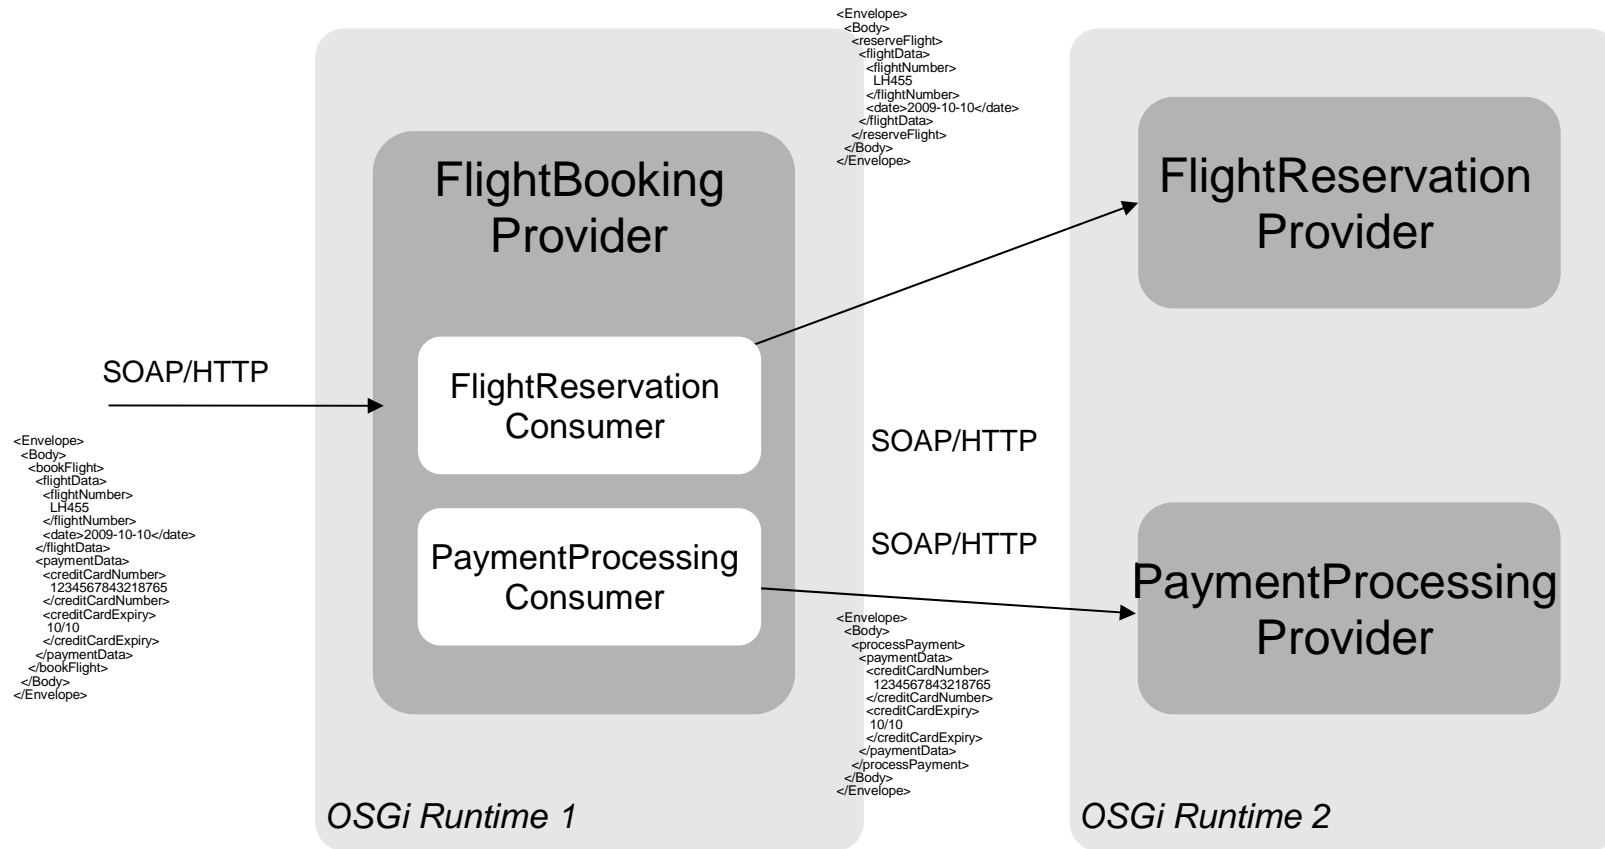 SOAP/HTTP
<Envelope>
<Body>
<bookFlight>
<flightData>
<flightNumber>
LH455
</flightNumber>
<date>2009-10-10</date>
</flightData>
<paymentData>
<creditCardNumber>
1234567843218765
</creditCardNumber>
<creditCardExpiry>
10/10
</creditCardExpiry>
</paymentData>
</bookFlight>
</Body>
</Envelope>
FlightBooking
Provider
FlightReservation
Consumer
PaymentProcessing
Consumer
OSGi Runtime 1
<Envelope>
<Body>
<reserveFlight>
<flightData>
<flightNumber>
LH455
</flightNumber>
<date>2009-10-10</date>
</flightData>
</reserveFlight>
</Body>
</Envelope>
SOAP/HTTP
SOAP/HTTP
<Envelope>
<Body>
<processPayment>
<paymentData>
<creditCardNumber>
1234567843218765
</creditCardNumber>
<creditCardExpiry>
10/10
</creditCardExpiry>
</paymentData>
</processPayment>
</Body>
</Envelope>
FlightReservation
Provider
PaymentProcessing
Provider
OSGi Runtime 2